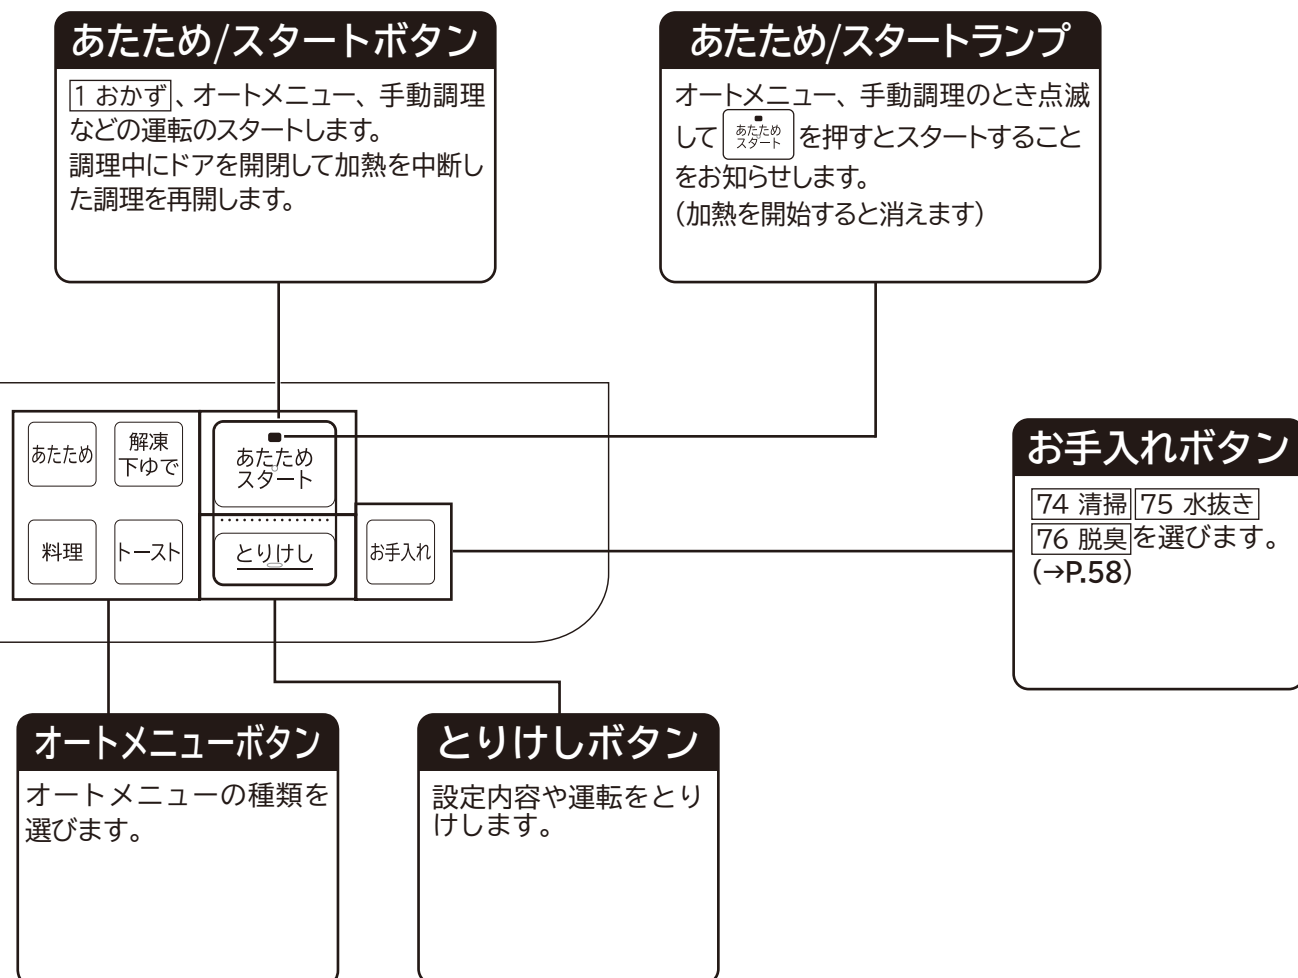 あたため/スタートボタン
1 おかず、オートメニュー、手動調理
などの運転のスタートします。
調理中にドアを開閉して加熱を中断し
た調理を再開します。
あたため/スタートランプ
オートメニュー、手動調理のとき点滅
して あたため スタート を押すとスタートすること
をお知らせします。
(加熱を開始すると消えます)
あたため
解凍
下ゆで
あたため
スタート
料理
トースト
とりけし
お手入れ
お手入れボタン
74 清掃 75 水抜き
76 脱臭を選びます。
(→P.58)
オートメニューボタン
オートメニューの種類を
選びます。
とりけしボタン
設定内容や運転をとり
けします。